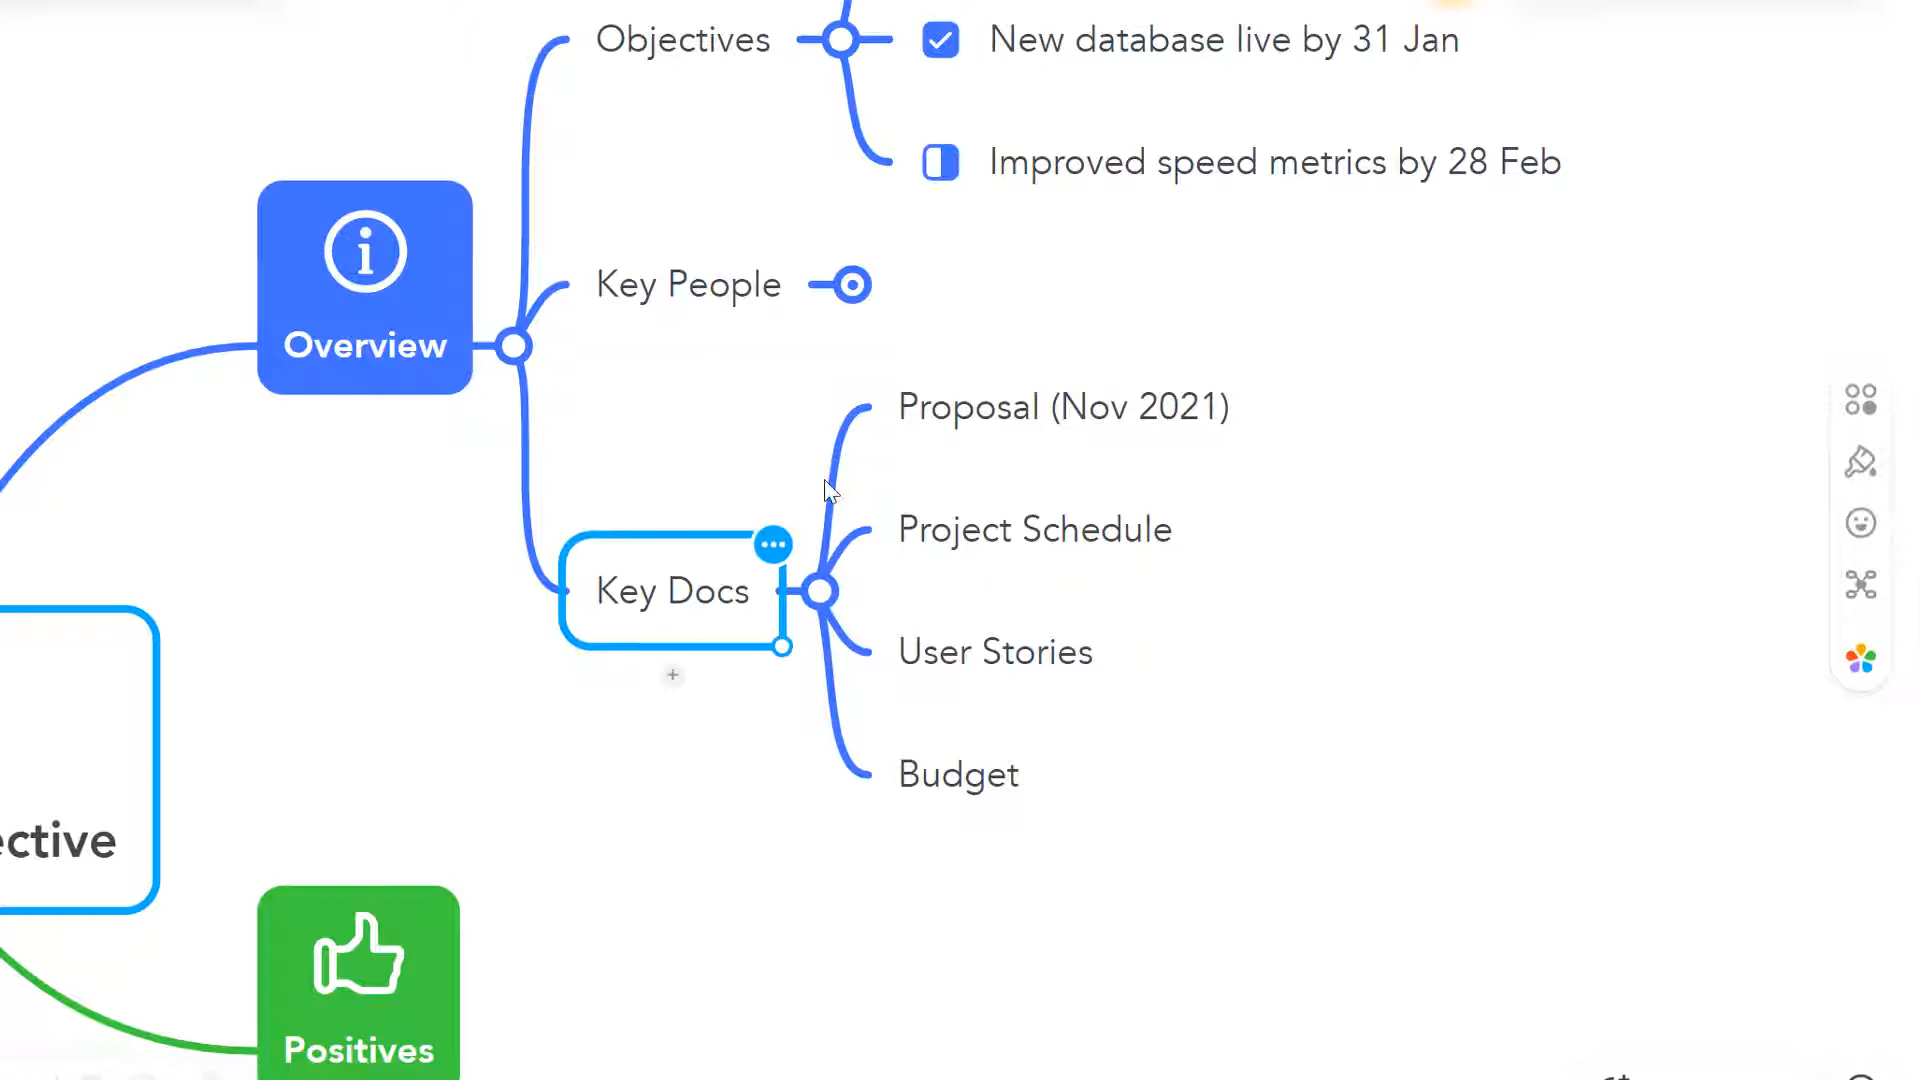 Objectives
New database live by 31 Jan
Improved speed metrics by 28 Feb
Key People
Overview
Proposal (Nov 2021)
Project Schedule
Key Docs
User Stories
Budget
ective
Positives